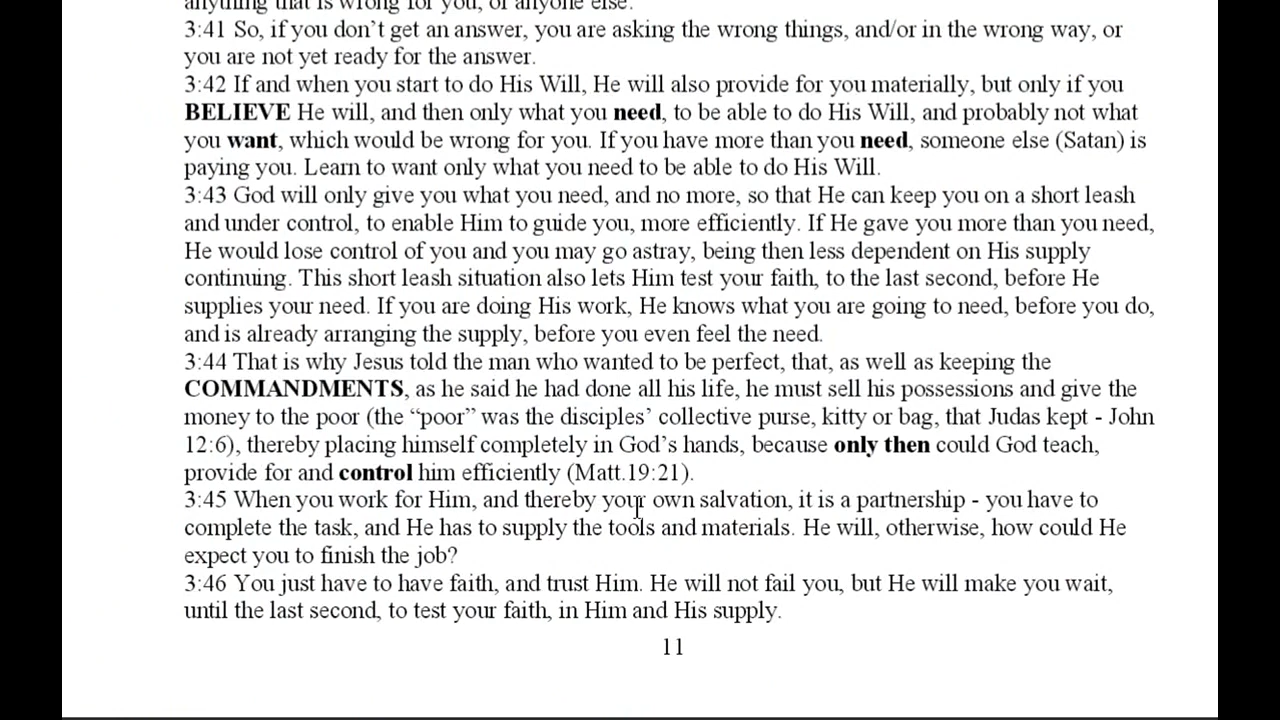 anything that is wrong for you, or anyone else.
3:41 So, if you don’t get an answer, you are asking the wrong things, and/or in the wrong way, or
you are not yet ready for the answer.
3:42 If and when you start to do His Will, He will also provide for you materially, but only if you
BELIEVE He will, and then only what you need, to be able to do His Will, and probably not what
you want, which would be wrong for you. If you have more than you need, someone else (Satan) is
paying you. Learn to want only what you need to be able to do His Will.
3:43 God will only give you what you need, and no more, so that He can keep you on a short leash
and under control, to enable Him to guide you, more efficiently. If He gave you more than you need,
He would lose control of you and you may go astray, being then less dependent on His supply
continuing. This short leash situation also lets Him test your faith, to the last second, before He
supplies your need. If you are doing His work, He knows what you are going to need, before you do,
and is already arranging the supply, before you even feel the need.
3:44 That is why Jesus told the man who wanted to be perfect, that, as well as keeping the
COMMANDMENTS, as he said he had done all his life, he must sell his possessions and give the
money to the poor (the “poor” was the disciples’ collective purse, kitty or bag, that Judas kept - John
12:6), thereby placing himself completely in God’s hands, because only then could God teach,
provide for and control him efficiently (Matt.19:21).
3:45 When you work for Him, and thereby your own salvation, it is a partnership - you have to
complete the task, and He has to supply the tools and materials. He will, otherwise, how could He
expect you to finish the job?
3:46 You just have to have faith, and trust Him. He will not fail you, but He will make you wait,
until the last second, to test your faith, in Him and His supply.
11